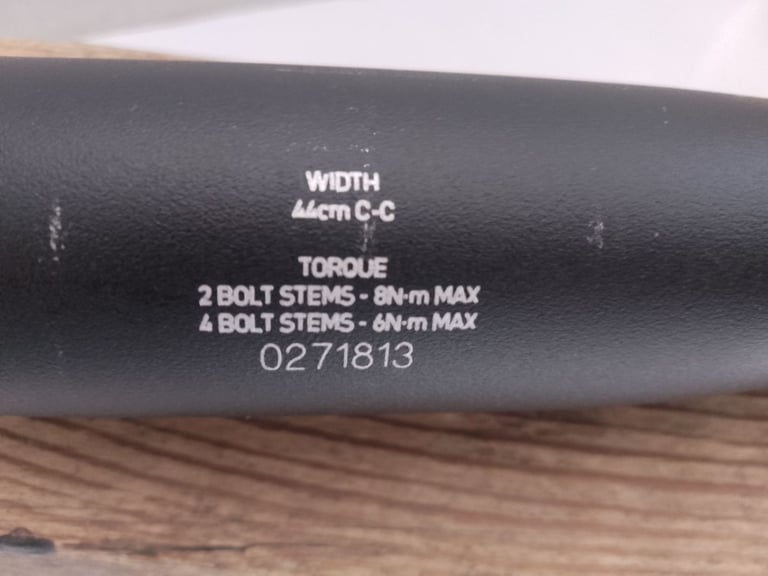 WIDTH
44cm C-C
TORQUE
2 BOLT STEMS - 8N·m MAX
4 BOLT STEMS - 6N·m MAX
0271813